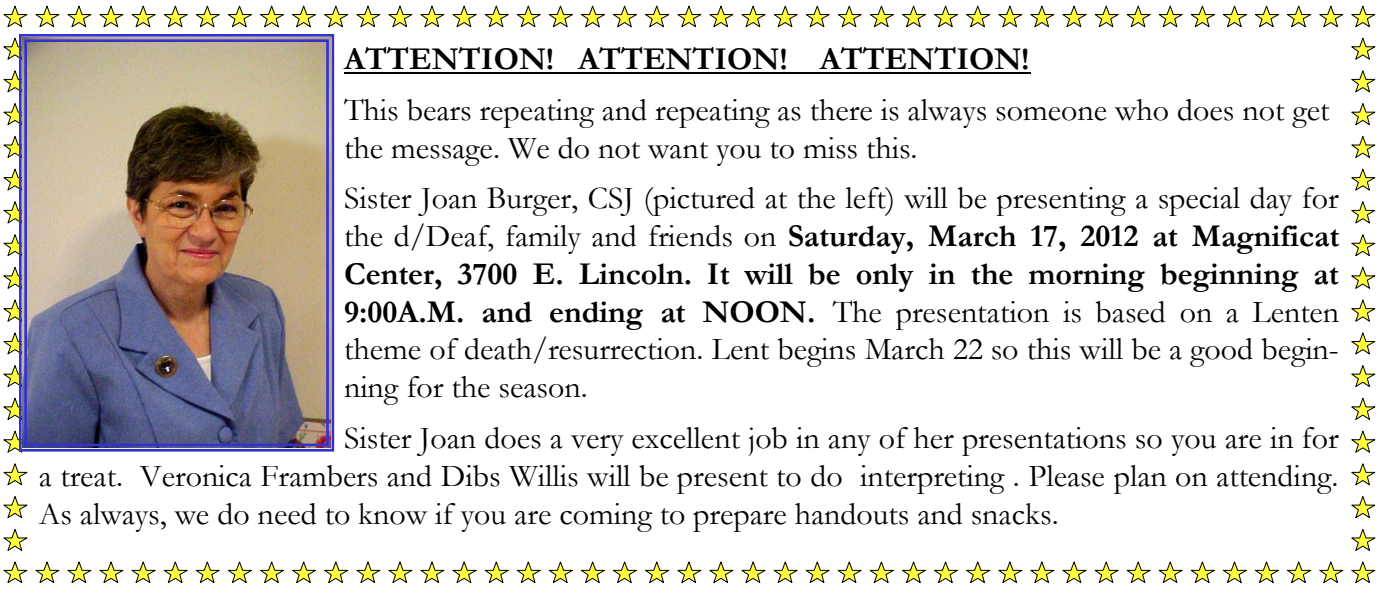 ATTENTION! ATTENTION! ATTENTION!
This bears repeating and repeating as there is always someone who does not get
the message. We do not want you to miss this.
Sister Joan Burger, CSJ (pictured at the left) will be presenting a special day for
the d/Deaf, family and friends on Saturday, March 17, 2012 at Magnificat
Center, 3700 E. Lincoln. It will be only in the morning beginning at
9:00A.M. and ending at NOON. The presentation is based on a Lenten
theme of death/resurrection. Lent begins March 22 so this will be a good begin-
ning for the season.
Sister Joan does a very excellent job in any of her presentations so you are in for
a treat. Veronica Frambers and Dibs Willis will be present to do interpreting . Please plan on attending.
As always, we do need to know if you are coming to prepare handouts and snacks.